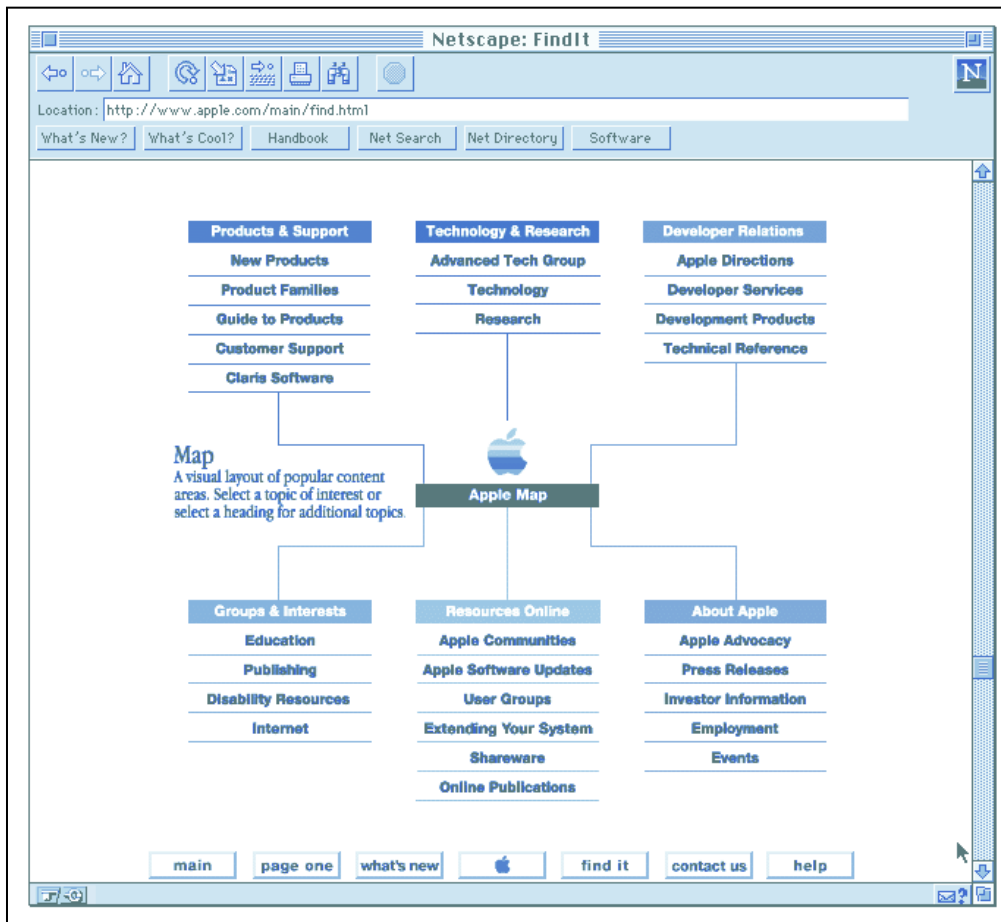 Netscape: FindIt
N
Location: http://www.apple.com/main/find.html
What's New? What's Cool? Handbook Net Search Net Directory Software
Products & Support
New Products
Product Families
Guide to Products
Customer Support
Claris Software
Technology & Research
Advanced Tech Group
Technology
Research
Developer Relations
Apple Directions
Developer Services
Development Products
Technical Reference
Map
A visual layout of popular content
areas. Select a topic of interest or
select a heading for additional topics.
Apple Map
Groups & Interests
Education
Publishing
Disability Resources
Internet
Resources Online
Apple Communities
Apple Software Updates
User Groups
Extending Your System
Shareware
Online Publications
About Apple
Apple Advocacy
Press Releases
Investor Information
Employment
Events
main page one what's new find it contact us help
?